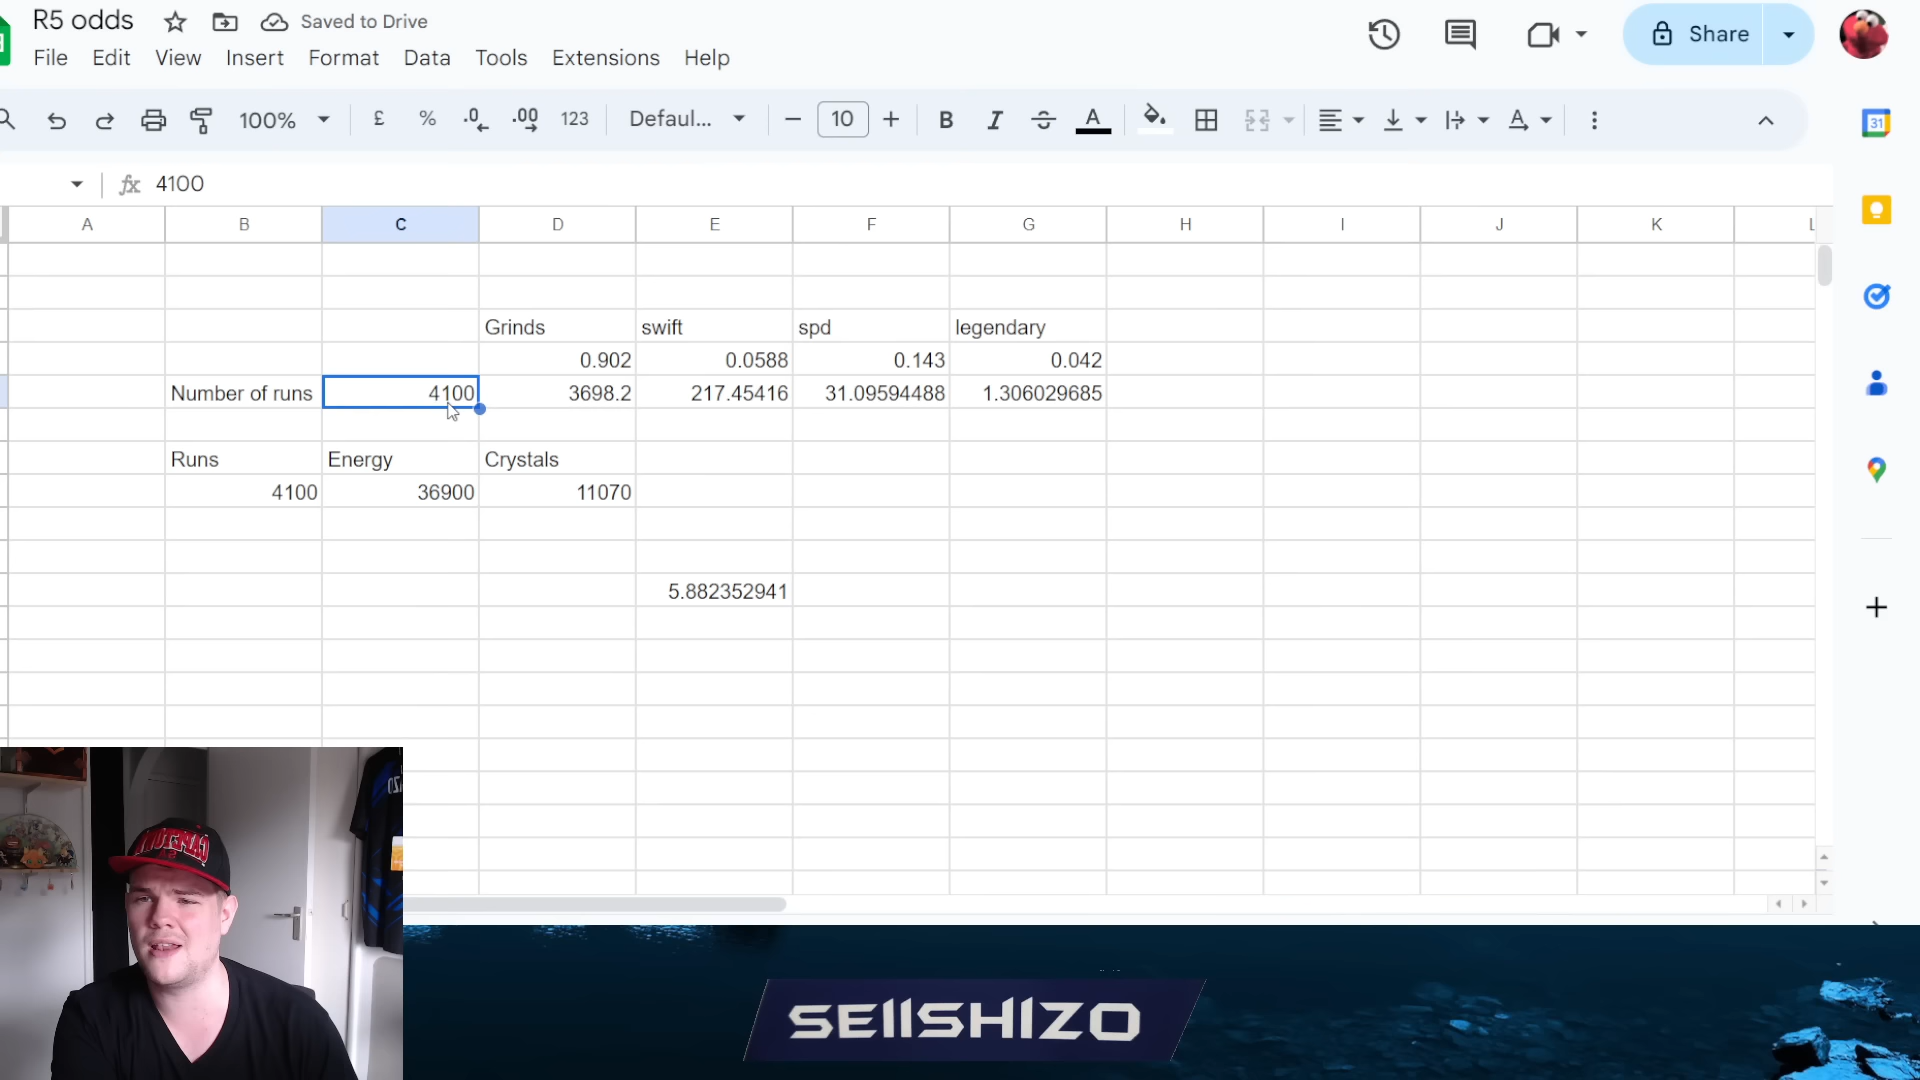 R5 odds Saved to Drive
Share
File Edit View Insert Format Data Tools Extensions Help
100% £ % .0 .00 123 Defaul... 10 B I A
31
fx 4100
A B C D E F G H I J K L
Grinds swift spd legendary
0.902 0.0588 0.143 0.042
Number of runs 4100 3698.2 217.45416 31.09594488 1.306029685
Runs Energy Crystals
4100 36900 11070
5.882352941
SEIISHIZO